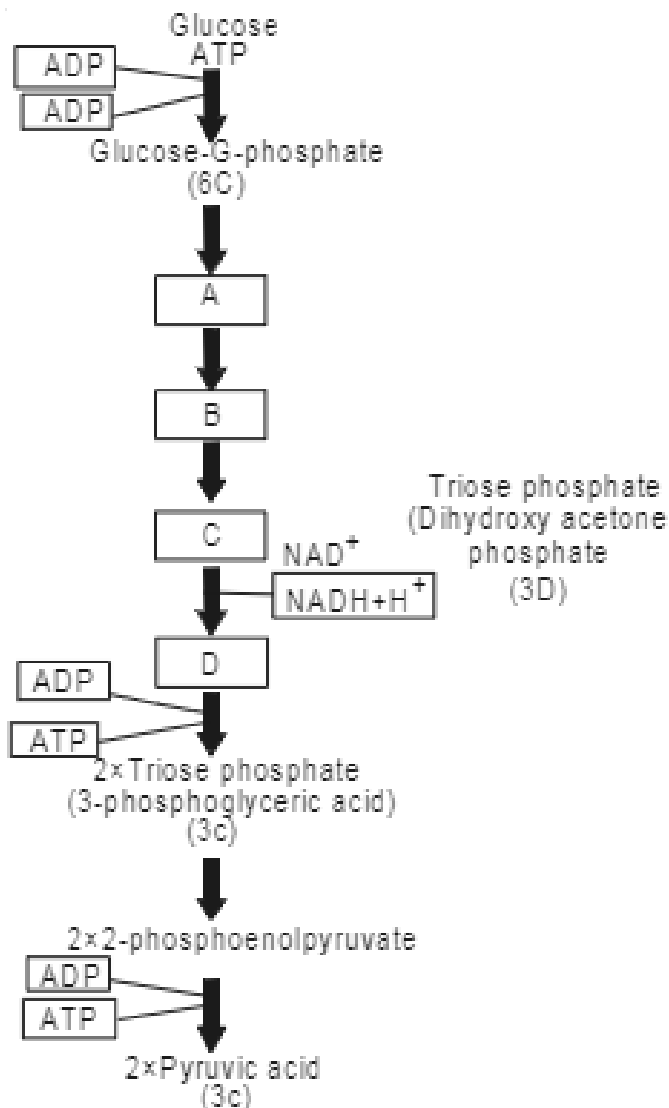 Glucose
ATP
ADP
ADP
Glucose-G-phosphate
(6C)
A
B
C
NAD+
NADH+H+
Triose phosphate
(Dihydroxy acetone
phosphate
(3D)
D
ADP
ATP
2×Triose phosphate
(3-phosphoglyceric acid)
(3c)
2×2-phosphoenolpyruvate
ADP
ATP
2×Pyruvic acid
(3c)